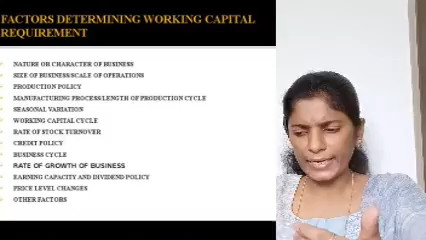 FACTORS DETERMINING WORKING CAPITAL
REQUIREMENT
NATURE OR CHARACTER OF BUSINESS
SIZE OF BUSINESS/SCALE OF OPERATIONS
PRODUCTION POLICY
MANUFACTURING PROCESS/LENGTH OF PRODUCTION CYCLE
SEASONAL VARIATION
WORKING CAPITAL CYCLE
RATE OF STOCK TURNOVER
CREDIT POLICY
BUSINESS CYCLE
RATE OF GROWTH OF BUSINESS
EARNING CAPACITY AND DIVIDEND POLICY
PRICE LEVEL CHANGES
OTHER FACTORS